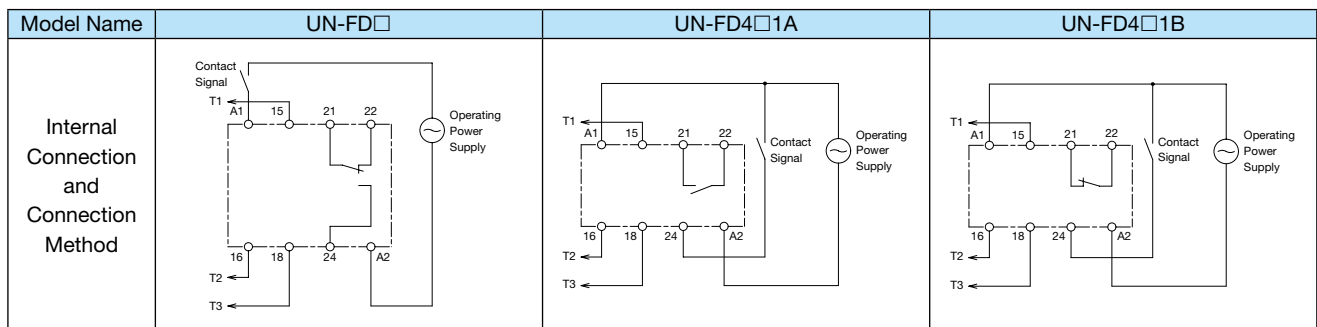 Model Name
UN-FD□
UN-FD4□1A
UN-FD4□1B
Internal
Connection
and
Connection
Method
Contact
Signal
T1
A1 15 21 22
Operating
Power
Supply
16 18 24 A2
T2
T3
T1
A1 15 21 22
Contact
Signal
Operating
Power
Supply
16 18 24 A2
T2
T3
T1
A1 15 21 22
Contact
Signal
Operating
Power
Supply
16 18 24 A2
T2
T3